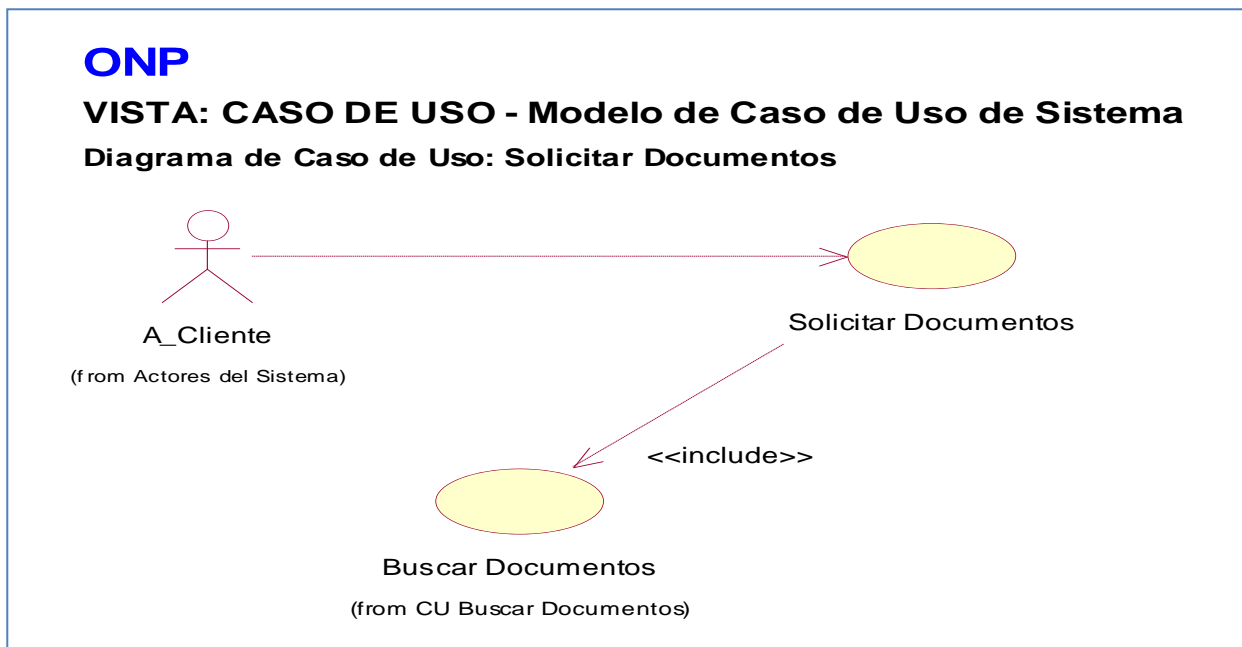 ONP
VISTA: CASO DE USO - Modelo de Caso de Uso de Sistema
Diagrama de Caso de Uso: Solicitar Documentos
A_Cliente
(from Actores del Sistema)
Solicitar Documentos
<<include>>
Buscar Documentos
(from CU Buscar Documentos)